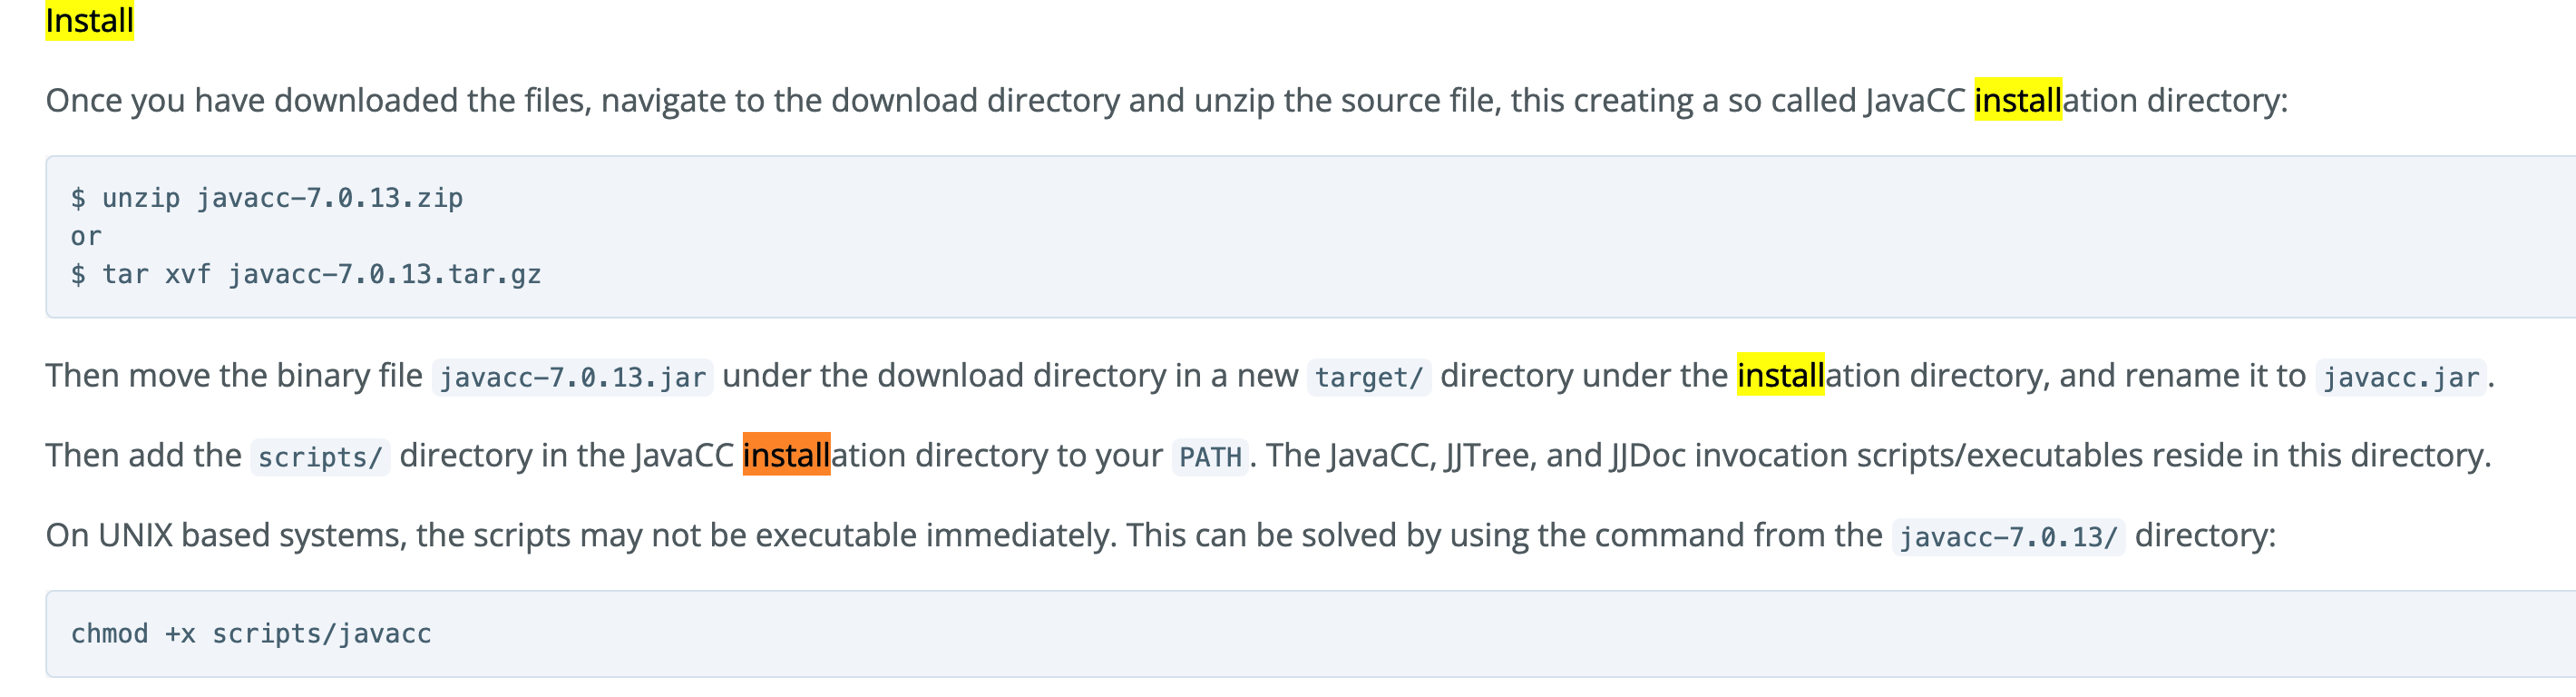 Install
Once you have downloaded the files, navigate to the download directory and unzip the source file, this creating a so called JavaCC installation directory:
$ unzip javacc-7.0.13.zip
or
$ tar xvf javacc-7.0.13.tar.gz
Then move the binary file javacc-7.0.13.jar under the download directory in a new target/ directory under the installation directory, and rename it to javacc.jar.
Then add the scripts/ directory in the JavaCC installation directory to your PATH. The JavaCC, JJTree, and JJDoc invocation scripts/executables reside in this directory.
On UNIX based systems, the scripts may not be executable immediately. This can be solved by using the command from the javacc-7.0.13/ directory:
chmod +x scripts/javacc